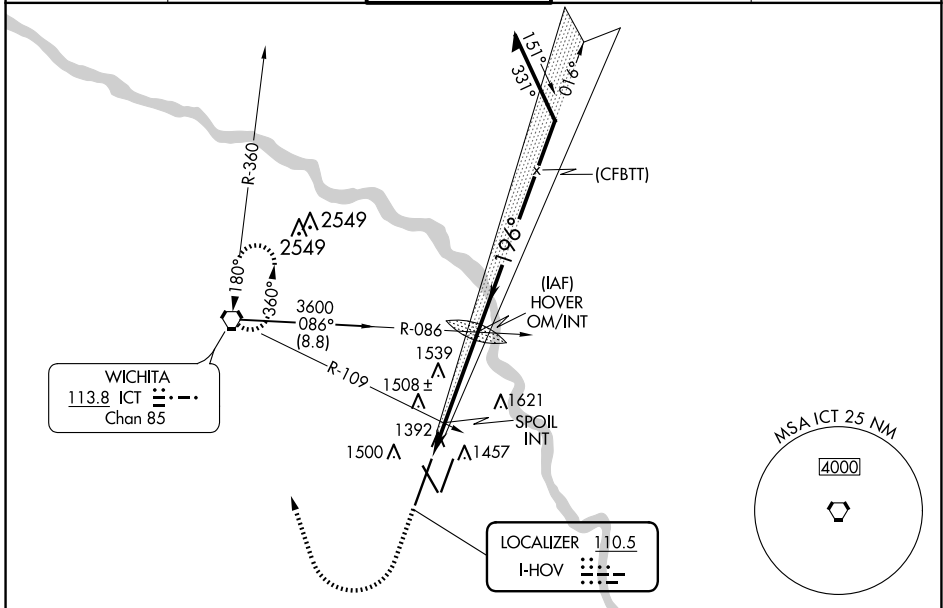 151°
331°
016°
(CFBTT)
R-360
2549
2549
196°
180°
360°
(IAF)
HOVER
OM/INT
3600
086°
(8.8)
R-086
R-109
1539
1508 ±
WICHITA
113.8 ICT
Chan 85
1621
SPOIL
INT
1392
1500
1457
MSA ICT 25 NM
4000
LOCALIZER 110.5
I-HOV